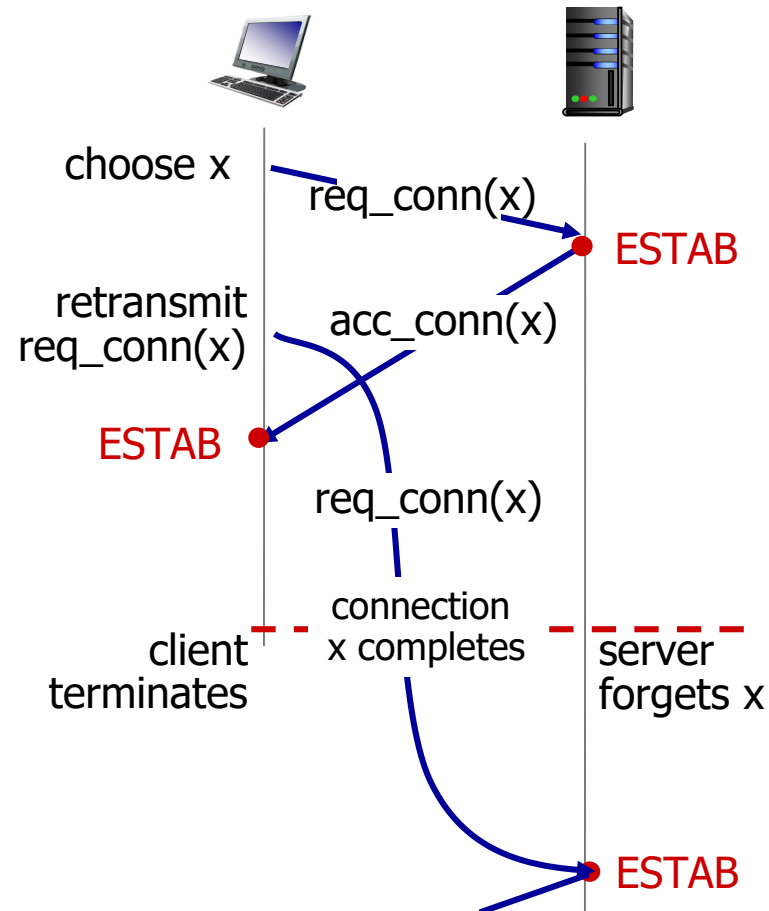 choose x
req_conn(x)
ESTAB
retransmit
req_conn(x)
acc_conn(x)
ESTAB
req_conn(x)
connection
x completes
client
terminates
server
forgets x
ESTAB